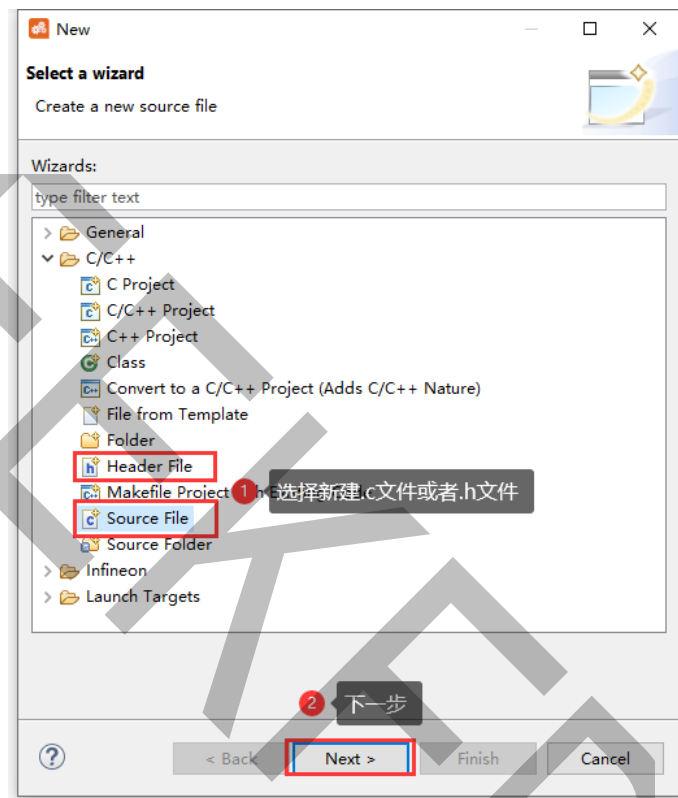 New
Select a wizard
Create a new source file
Wizards:
type filter text
General
C/C++
C Project
C/C++ Project
C++ Project
Class
Convert to a C/C++ Project (Adds C/C++ Nature)
File from Template
Folder
Header File
Makefile Project
1 选择新建.c文件或者.h文件
Source File
Source Folder
Infineon
Launch Targets
2 下一步
< Back Next > Finish Cancel